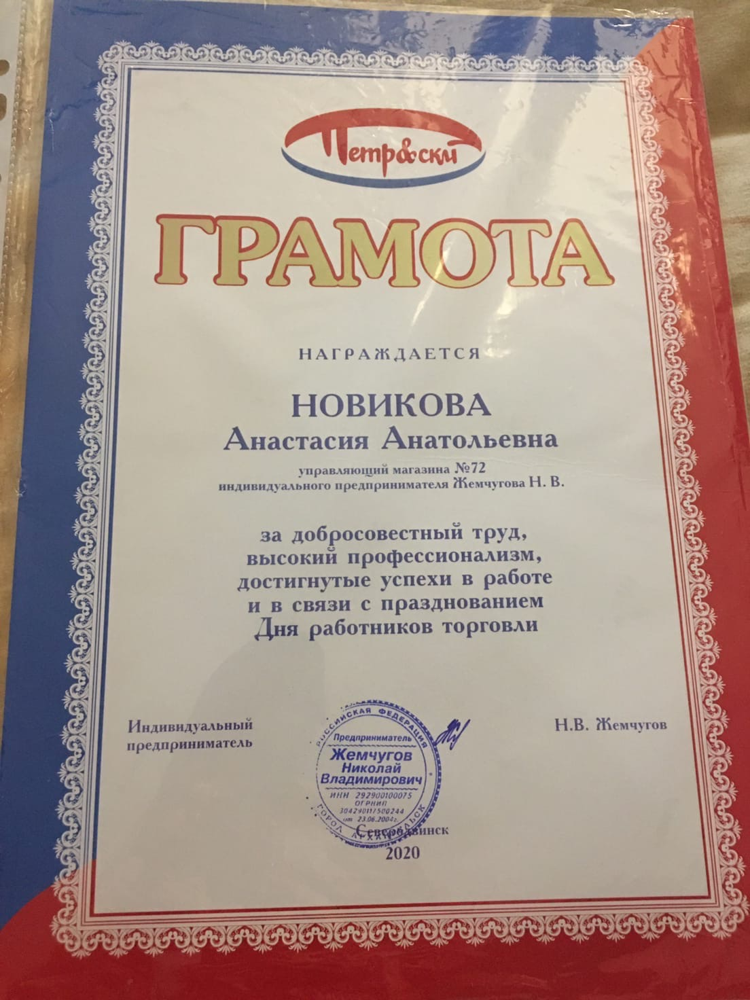 Петровский
ГРАМОТА
НАГРАЖДАЕТСЯ
НОВИКОВА
Анастасия Анатольевна
управляющий магазина №72
индивидуального предпринимателя Жемчугова Н. В.
за добросовестный труд,
высокий профессионализм,
достигнутые успехи в работе
и в связи с празднованием
Дня работников торговли
Индивидуальный
предприниматель
Н.В. Жемчугов
РОССИЙСКАЯ ФЕДЕРАЦИЯ
Предприниматель
Жемчугов
Николай
Владимирович
ИНН 292900100075
ОГРНИП
304290117500244
от 23.06.2004г.
ГОРОД АРХАНГЕЛЬСК
Северодвинск
2020